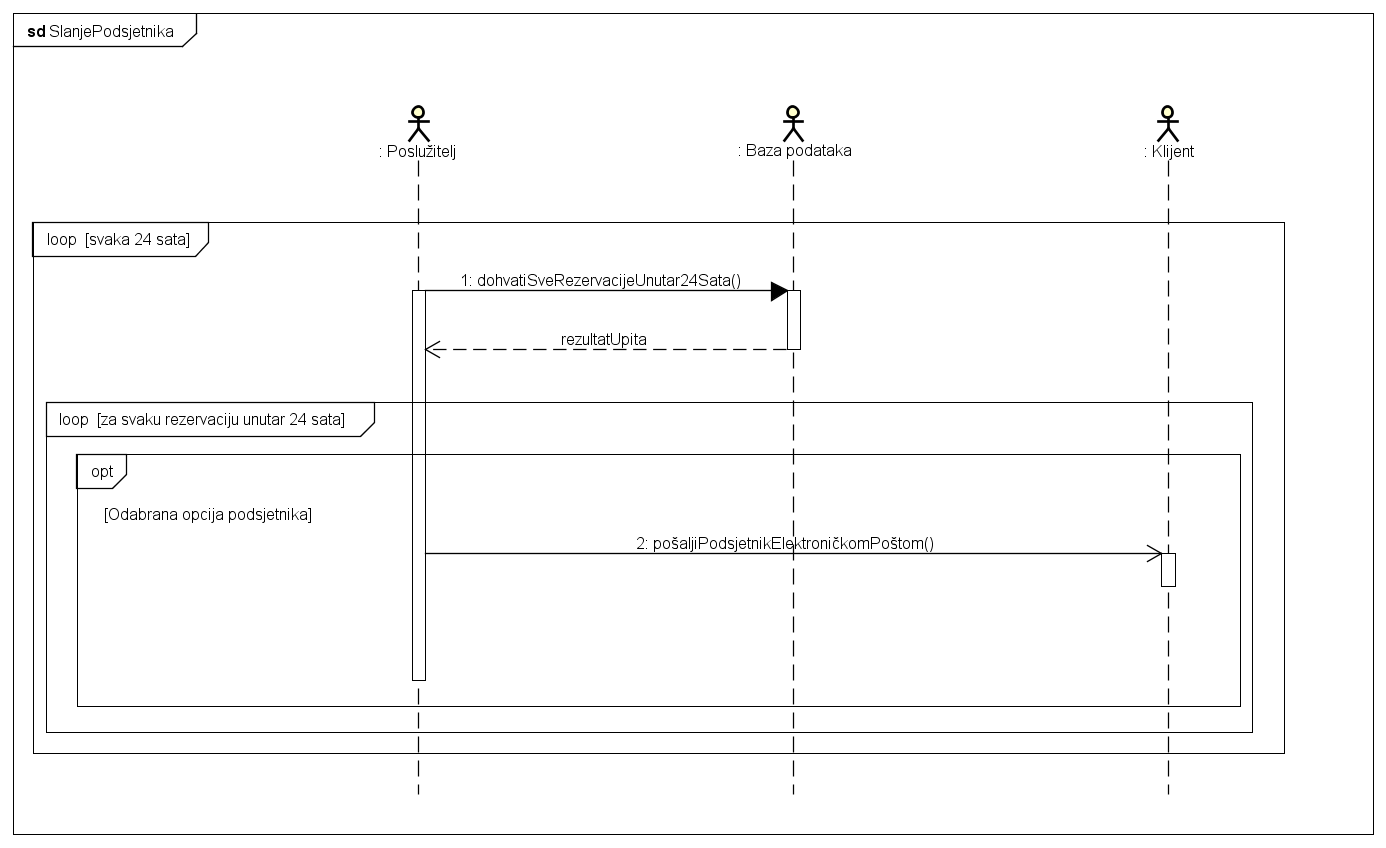 sd SlanjePodsjetnika
: Poslužitelj
: Baza podataka
: Klijent
loop [svaka 24 sata]
1: dohvatiSveRezervacijeUnutar24Sata()
rezultatUpita
loop [za svaku rezervaciju unutar 24 sata]
opt
[Odabrana opcija podsjetnika]
2: pošaljiPodsjetnikElektroničkomPoštom()